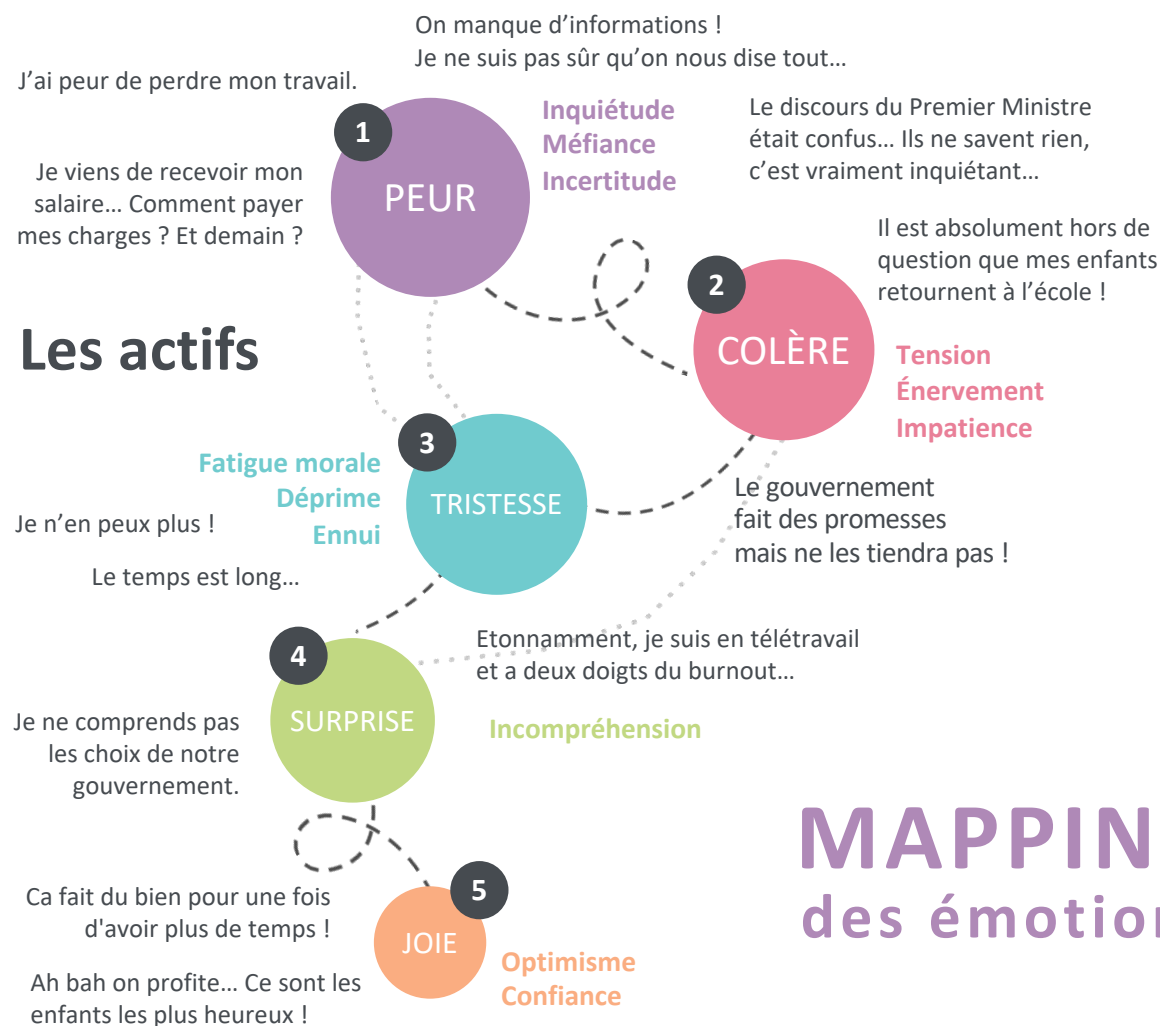 On manque d’informations !
Je ne suis pas sûr qu’on nous dise tout…
J’ai peur de perdre mon travail.
1
PEUR
Inquiétude
Méfiance
Incertitude
Le discours du Premier Ministre
était confus… Ils ne savent rien,
c’est vraiment inquiétant…
Je viens de recevoir mon
salaire… Comment payer
mes charges ? Et demain ?
Il est absolument hors de
question que mes enfants
retournent à l’école !
2
COLÈRE
Les actifs
Tension
Énervement
Impatience
3
TRISTESSE
Fatigue morale
Déprime
Ennui
Je n’en peux plus !
Le temps est long…
Le gouvernement
fait des promesses
mais ne les tiendra pas !
4
SURPRISE
Etonnamment, je suis en télétravail
et a deux doigts du burnout…
Incompréhension
Je ne comprends pas
les choix de notre
gouvernement.
MAPPIN
des émotion
Ca fait du bien pour une fois
d'avoir plus de temps !
5
JOIE
Optimisme
Confiance
Ah bah on profite… Ce sont les
enfants les plus heureux !